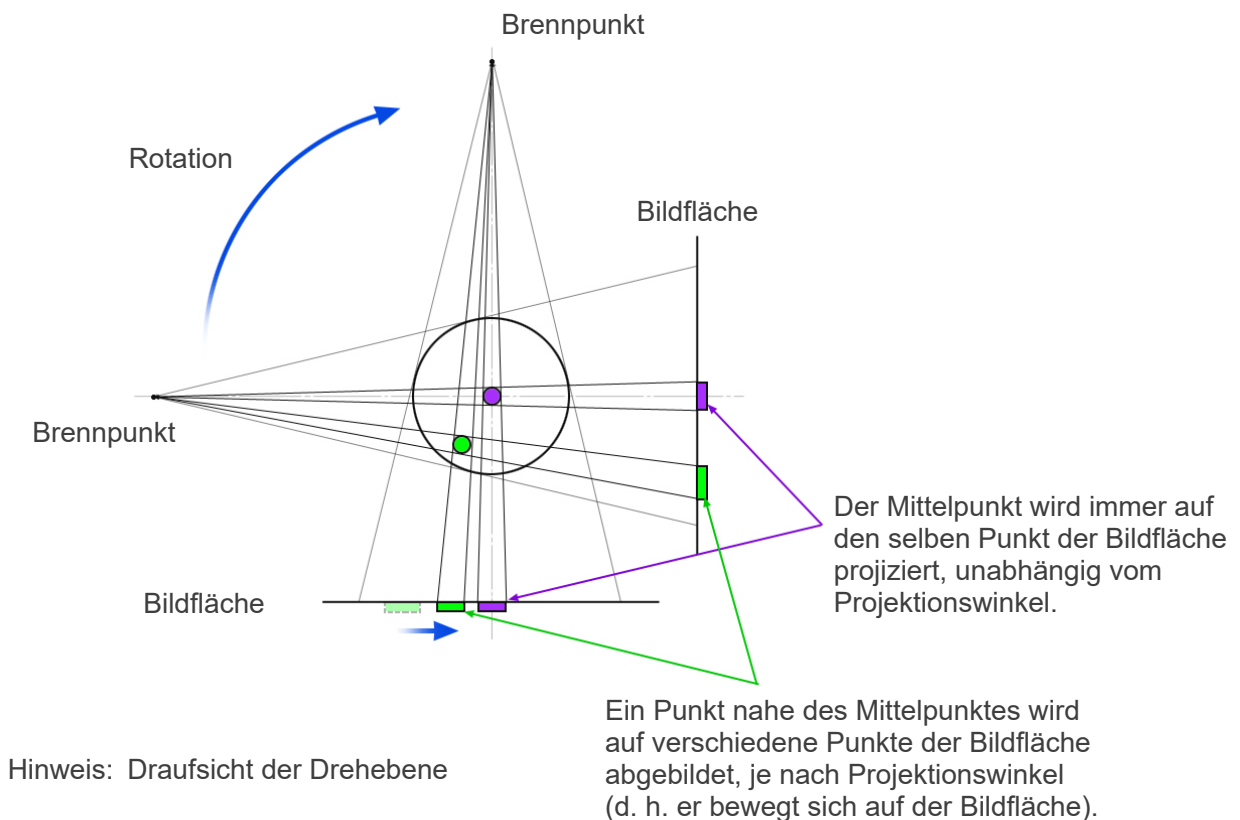 Brennpunkt
Rotation
Bildfläche
Brennpunkt
Der Mittelpunkt wird immer auf
den selben Punkt der Bildfläche
projiziert, unabhängig vom
Projektionswinkel.
Bildfläche
Ein Punkt nahe des Mittelpunktes wird
auf verschiedene Punkte der Bildfläche
abgebildet, je nach Projektionswinkel
(d. h. er bewegt sich auf der Bildfläche).
Hinweis: Draufsicht der Drehebene